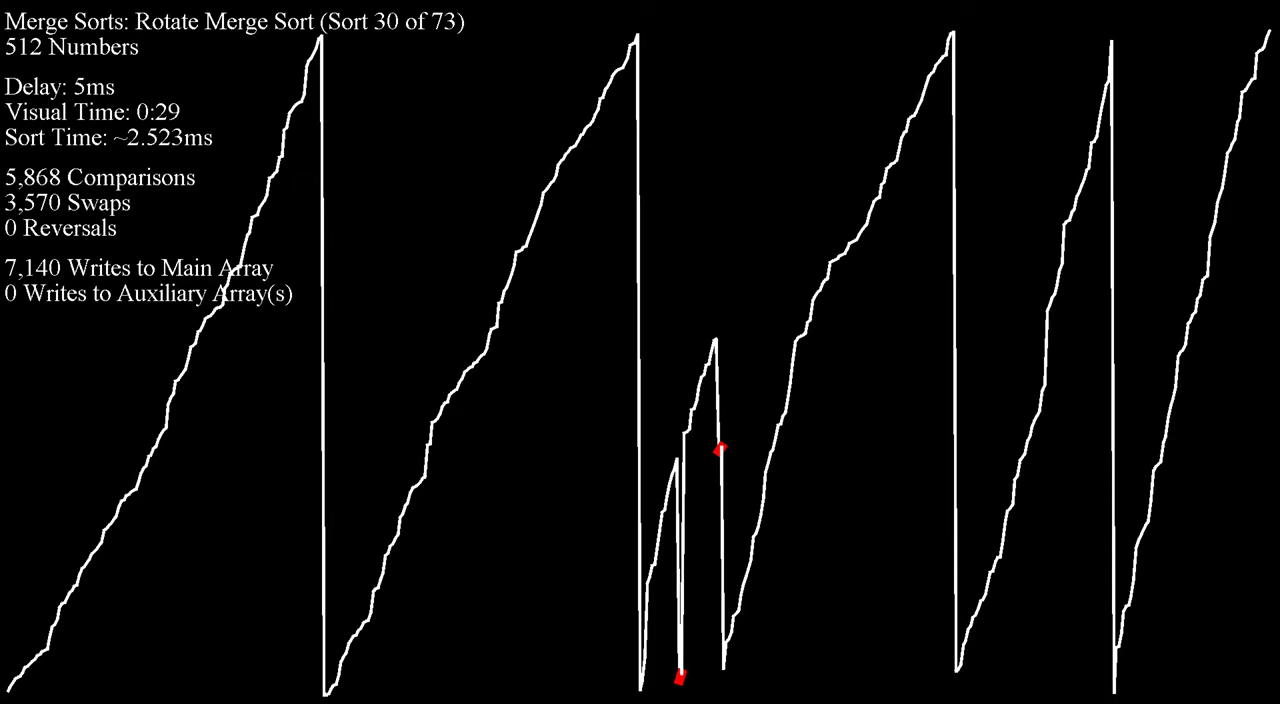 Merge Sorts: Rotate Merge Sort (Sort 30 of 73)
512 Numbers
Delay: 5ms
Visual Time: 0:29
Sort Time: ~2.523ms
5,868 Comparisons
3,570 Swaps
0 Reversals
7,140 Writes to Main Array
0 Writes to Auxiliary Array(s)